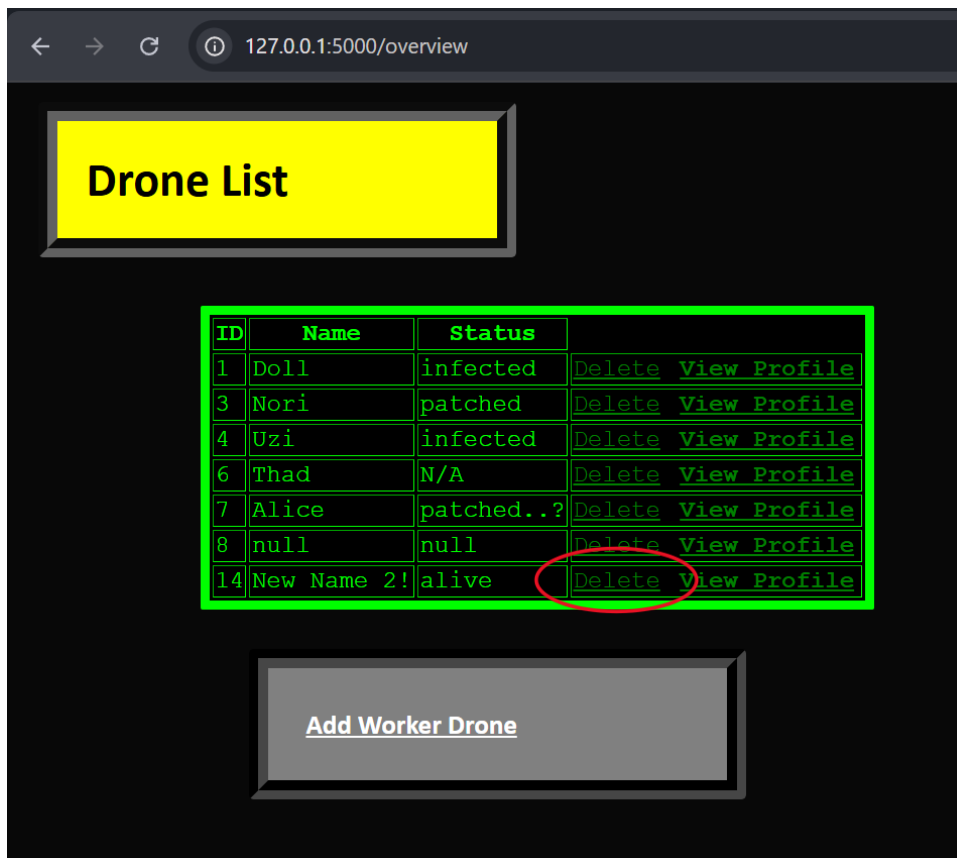 127.0.0.1:5000/overview
Drone List
ID Name Status
1 Doll infected Delete View Profile
3 Nori patched Delete View Profile
4 Uzi infected Delete View Profile
6 Thad N/A Delete View Profile
7 Alice patched..? Delete View Profile
8 null null Delete View Profile
14 New Name 2! alive Delete View Profile
Add Worker Drone